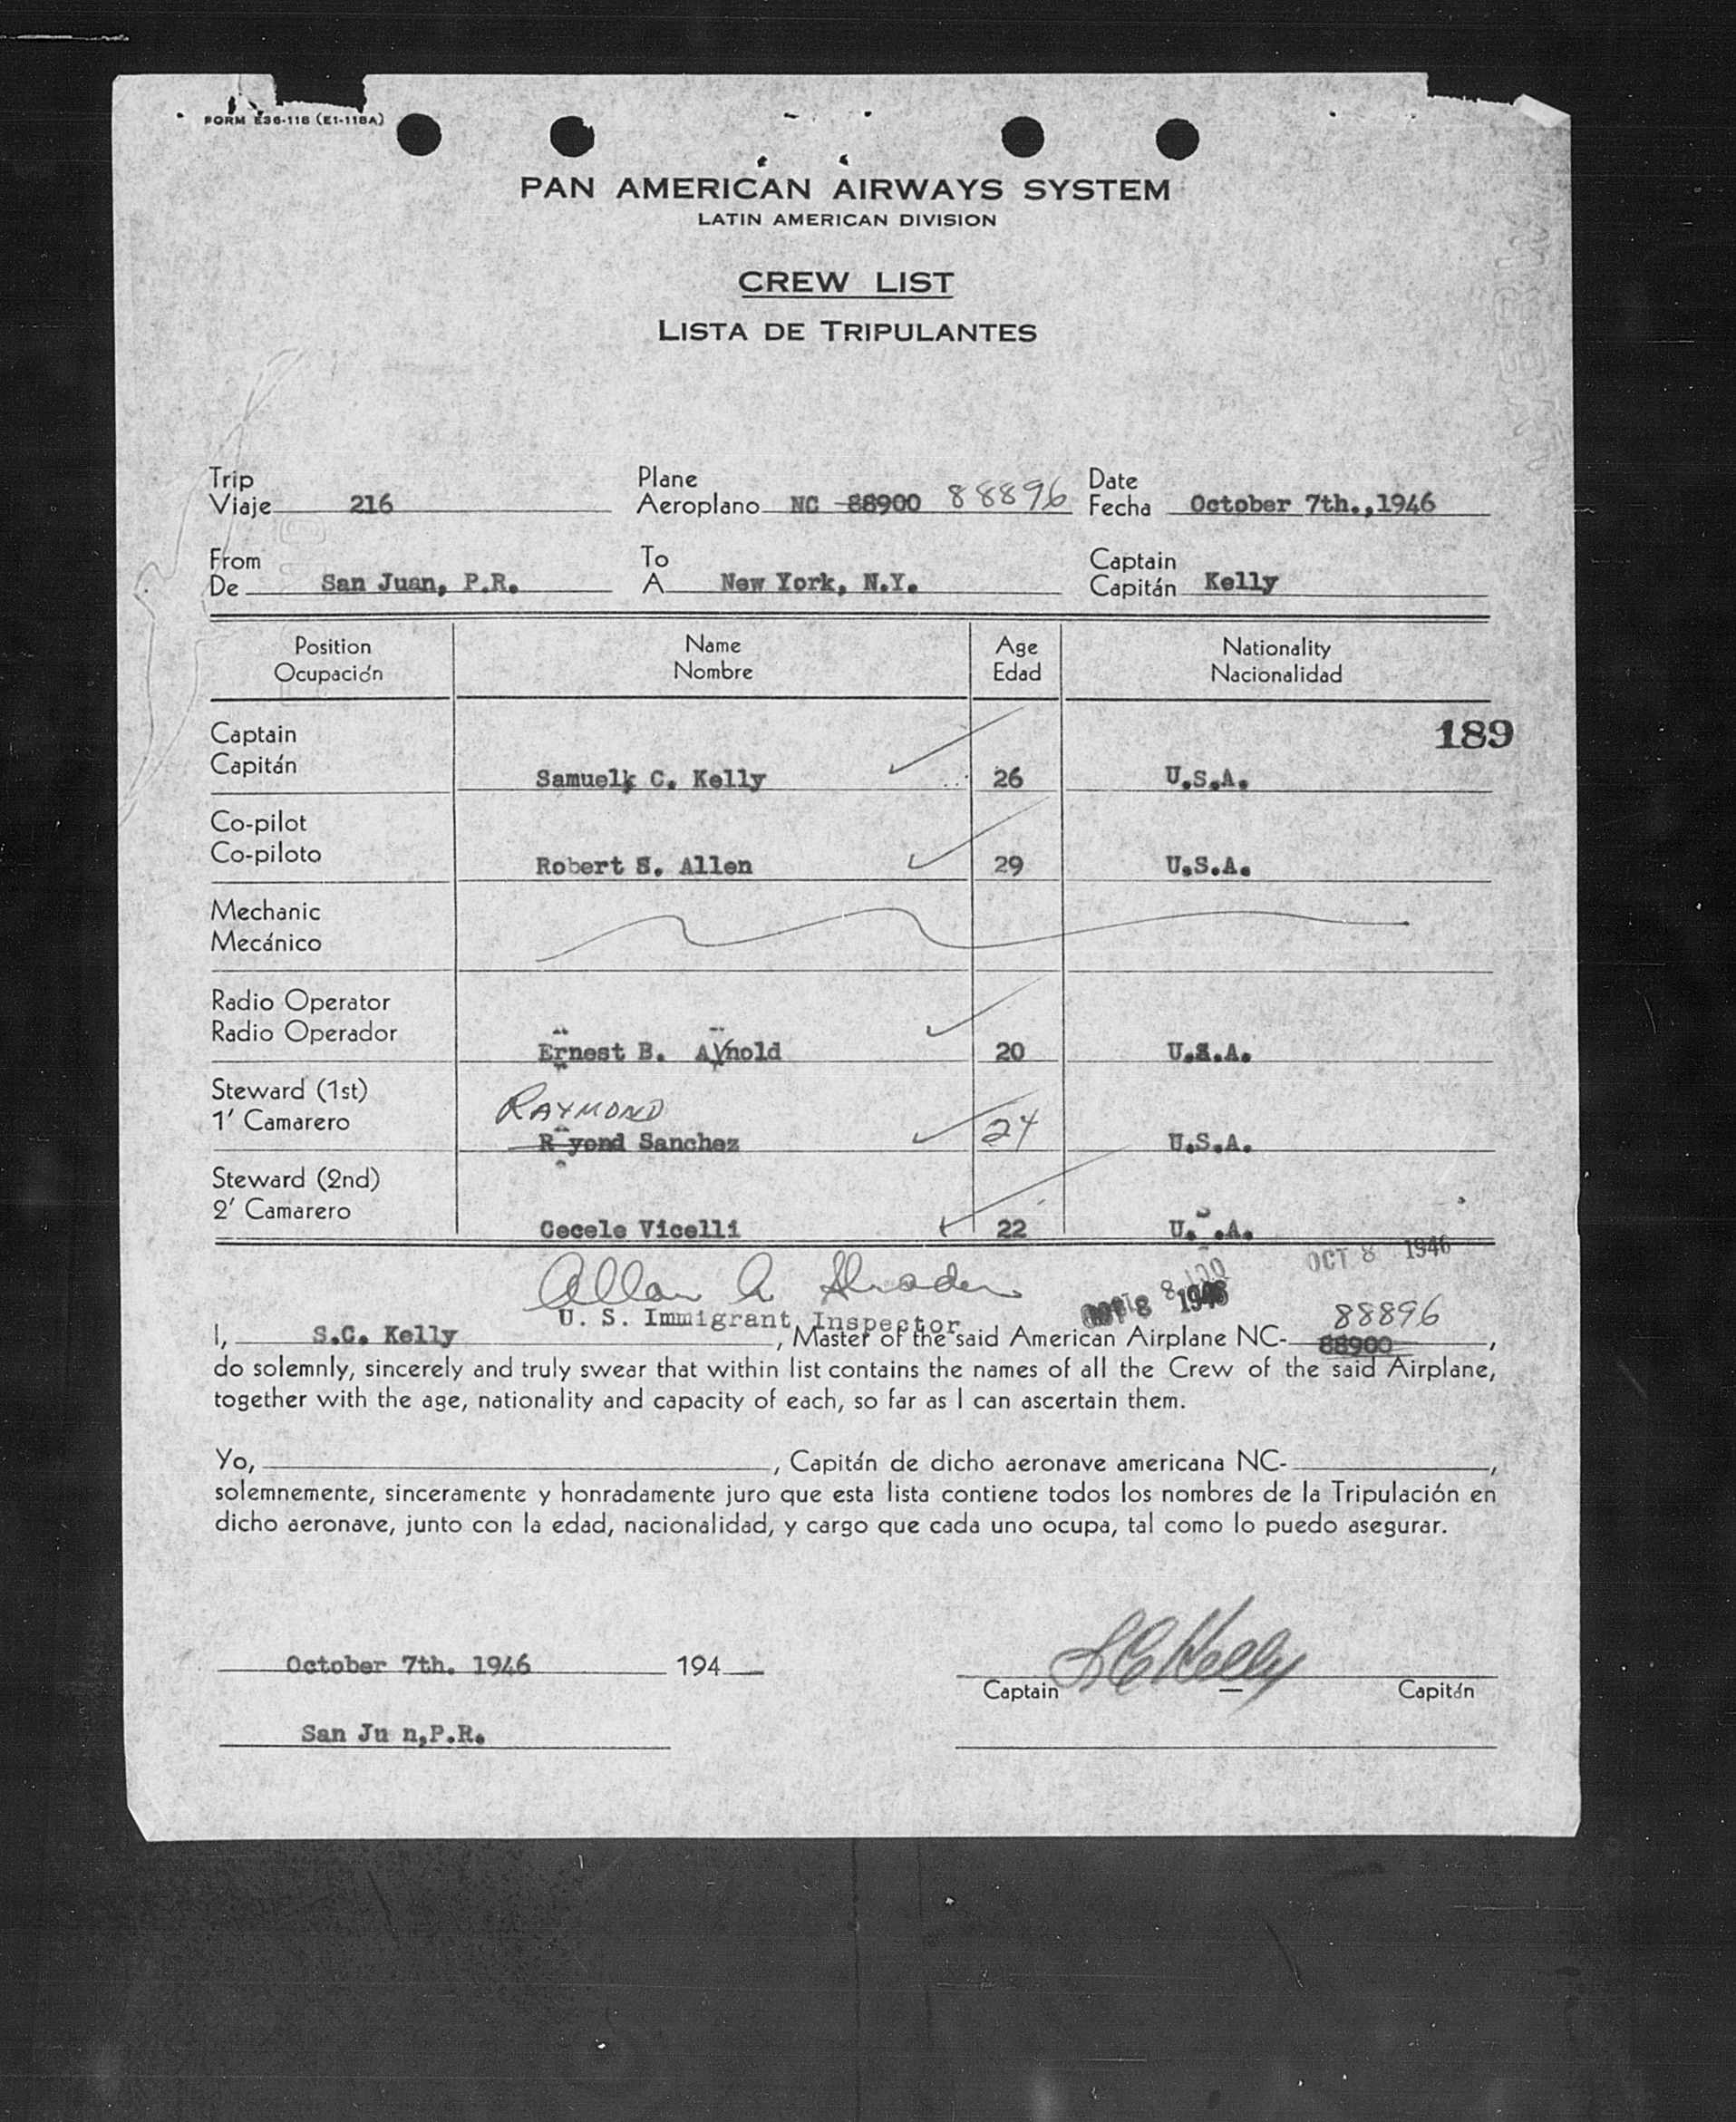 FORM E36-118 (E1-118A)
PAN AMERICAN AIRWAYS SYSTEM
LATIN AMERICAN DIVISION
CREW LIST
LISTA DE TRIPULANTES
Trip
Viaje 216
Plane
Aeroplano NC 88900 88896
Date
Fecha October 7th.,1946
From
De San Juan, P.R.
To
A New York, N.Y.
Captain
Capitán Kelly
Position
Ocupación
Name
Nombre
Age
Edad
Nationality
Nacionalidad
189
Captain
Capitán
Samuel C. Kelly 26 U.S.A.
Co-pilot
Co-piloto
Robert S. Allen 29 U.S.A.
Mechanic
Mecánico
Radio Operator
Radio Operador
Ernest B. Arnold 20 U.S.A.
Steward (1st)
1' Camarero
RAYMOND
R yond Sanchez 24 U.S.A.
Steward (2nd)
2' Camarero
Cecele Vicelli 22 U.S.A.
OCT 8 1946
Allan A
U. S. Immigrant Inspector
OCT 8 1946
88896
I, S.C. Kelly, Master of the said American Airplane NC- 88900,
do solemnly, sincerely and truly swear that within list contains the names of all the Crew of the said Airplane,
together with the age, nationality and capacity of each, so far as I can ascertain them.
Yo, , Capitán de dicho aeronave americana NC- ,
solemnemente, sinceramente y honradamente juro que esta lista contiene todos los nombres de la Tripulación en
dicho aeronave, junto con la edad, nacionalidad, y cargo que cada uno ocupa, tal como lo puedo asegurar.
October 7th. 1946 194
S C Kelly
Captain Capitán
San Ju n,P.R.